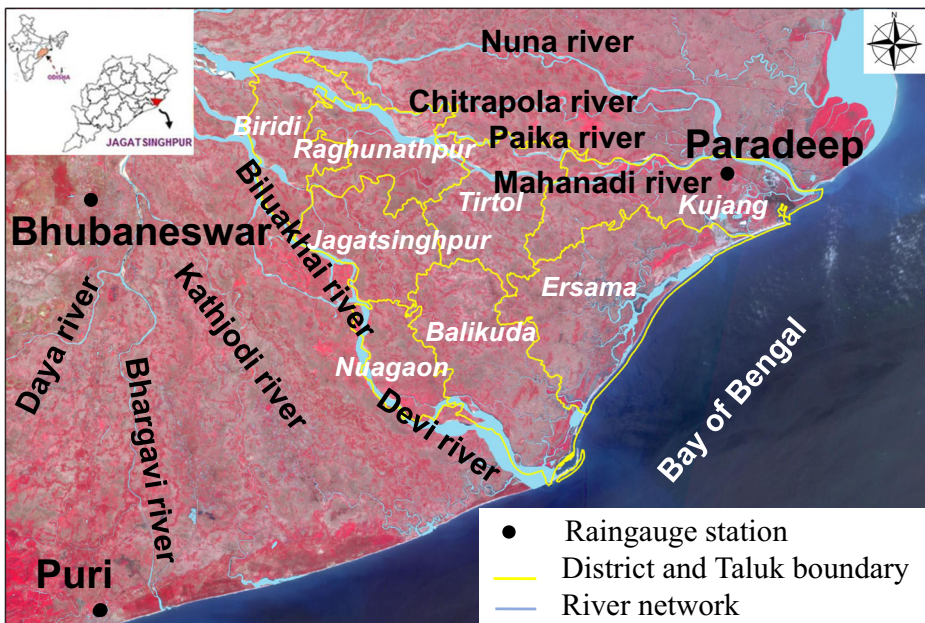 ODISHA
JAGATSINGHPUR
Nuna river
Chitrapola river
Paika river
Paradeep
Mahanadi river
Biridi
Raghunathpur
Tirtol
Kujang
Bhubaneswar
Biluakhai river
Jagatsinghpur
Ersama
Balikuda
Nuagaon
Daya river
Kathjodi river
Bhargavi river
Devi river
Bay of Bengal
Puri
Raingauge station
District and Taluk boundary
River network